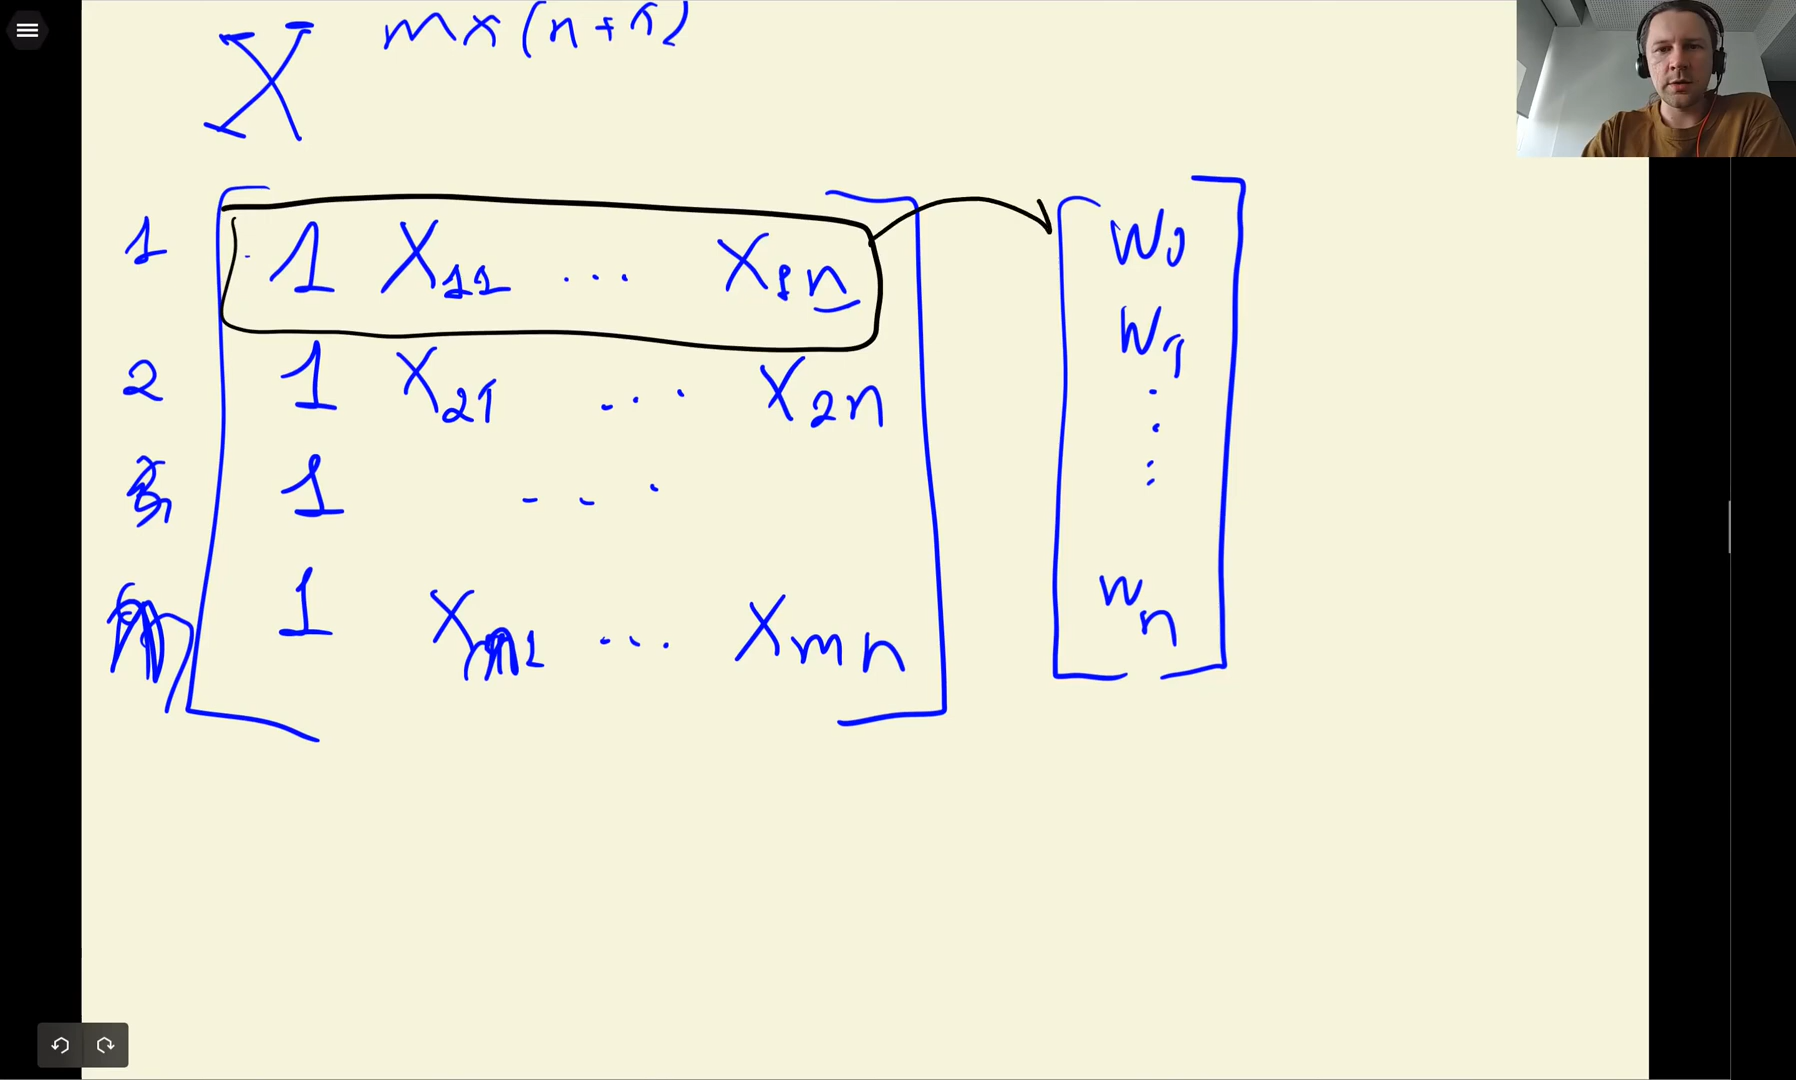 X m x (n + 1)
1 1 X11 ... X1n W0
W1
2 1 X21 ... X2n
3 1 ...
m 1 Xm1 ... Xmn Wn